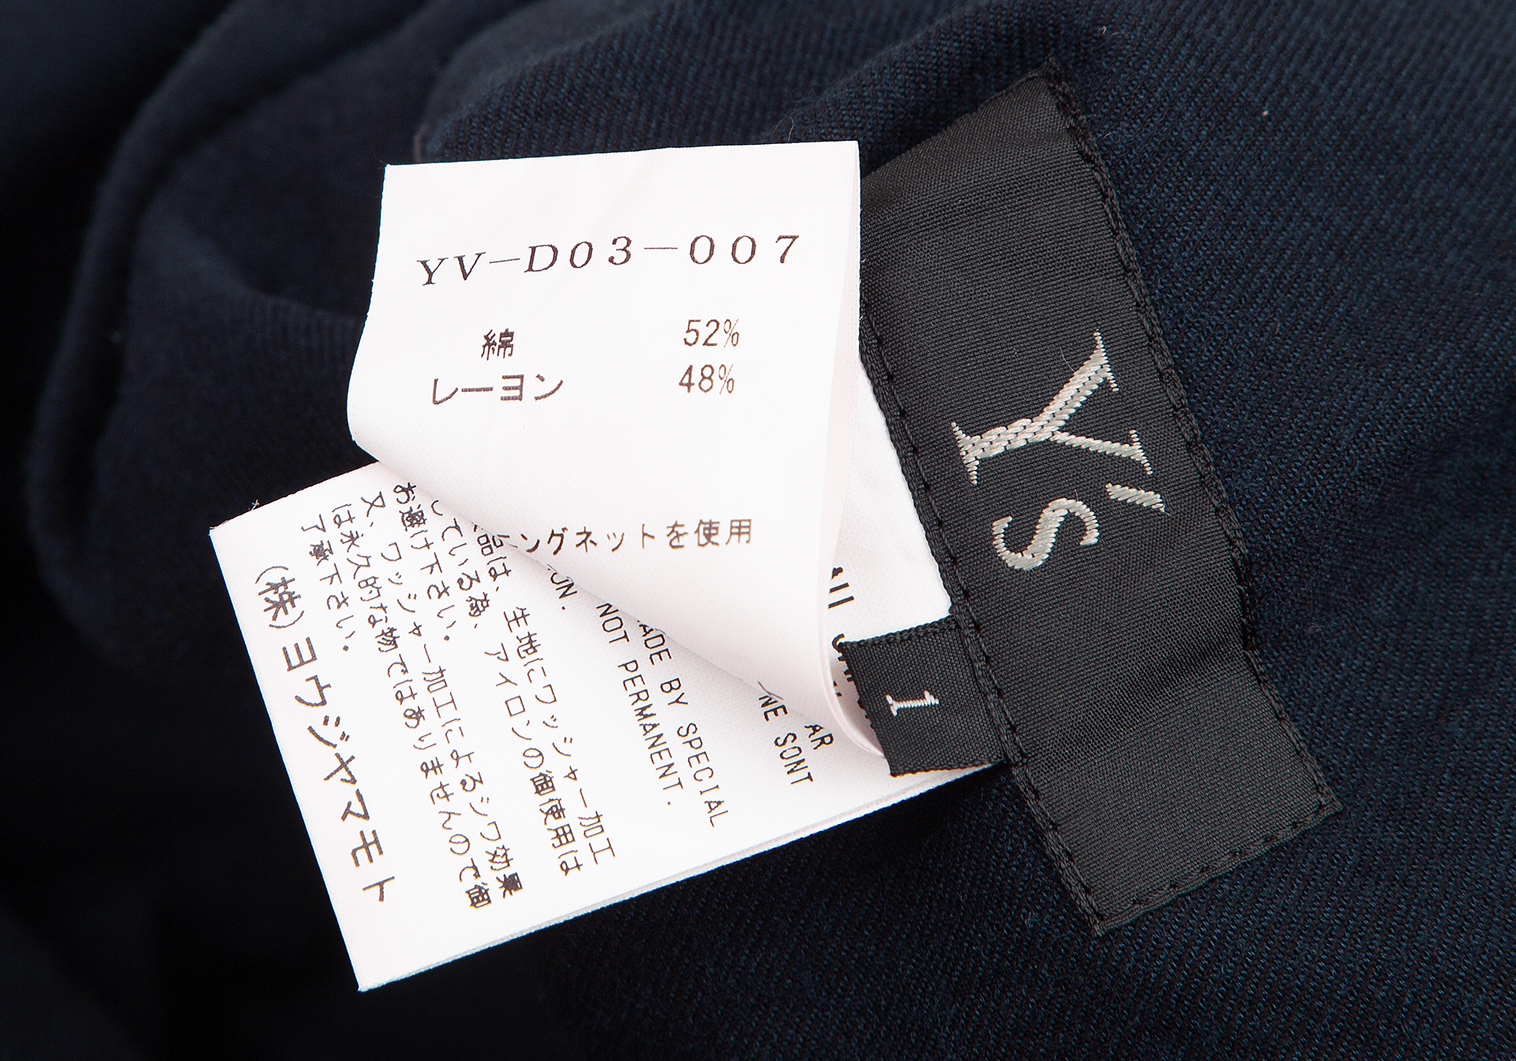 YV-D03-007
綿 52%
レーヨン 48%
ングネットを使用
Y's
1
品は、生地にワッシャー加工
している為、アイロンの御使用は
お避け下さい。
又、ワッシャー加工によるシワ効果
は永久的な物ではありませんので御
了承下さい。
(株)ヨウジヤマモト
ON.
ADE BY SPECIAL
NOT PERMANENT.
AR
NE SONT